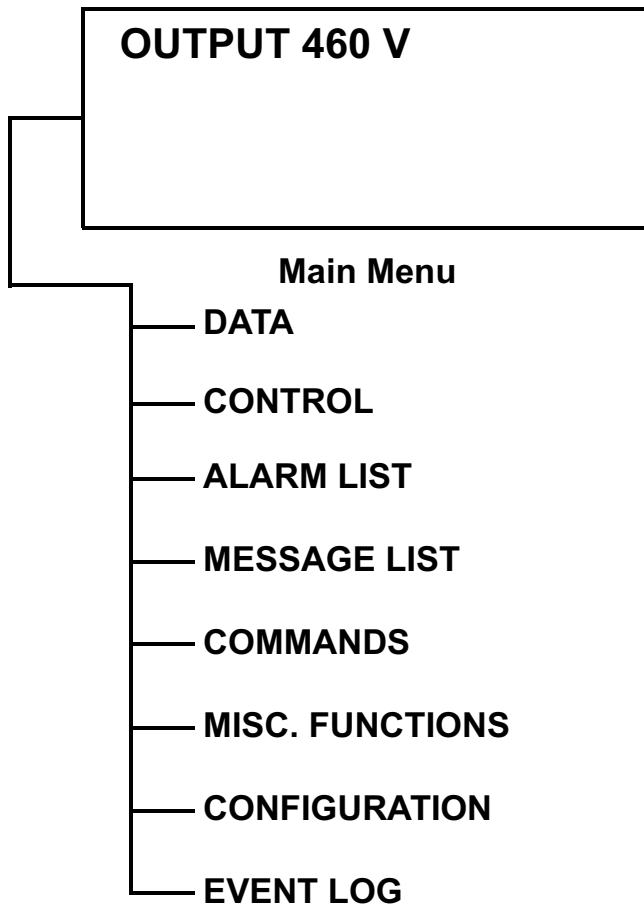 OUTPUT 460 V
Main Menu
DATA
CONTROL
ALARM LIST
MESSAGE LIST
COMMANDS
MISC. FUNCTIONS
CONFIGURATION
EVENT LOG